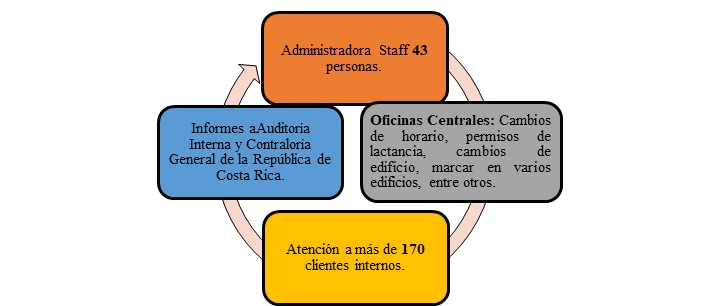 Administradora Staff 43
personas.
Oficinas Centrales: Cambios
de horario, permisos de
lactancia, cambios de
edificio, marcar en varios
edificios, entre otros.
Atención a más de 170
clientes internos.
Informes aAuditoría
Interna y Contraloría
General de la República de
Costa Rica.